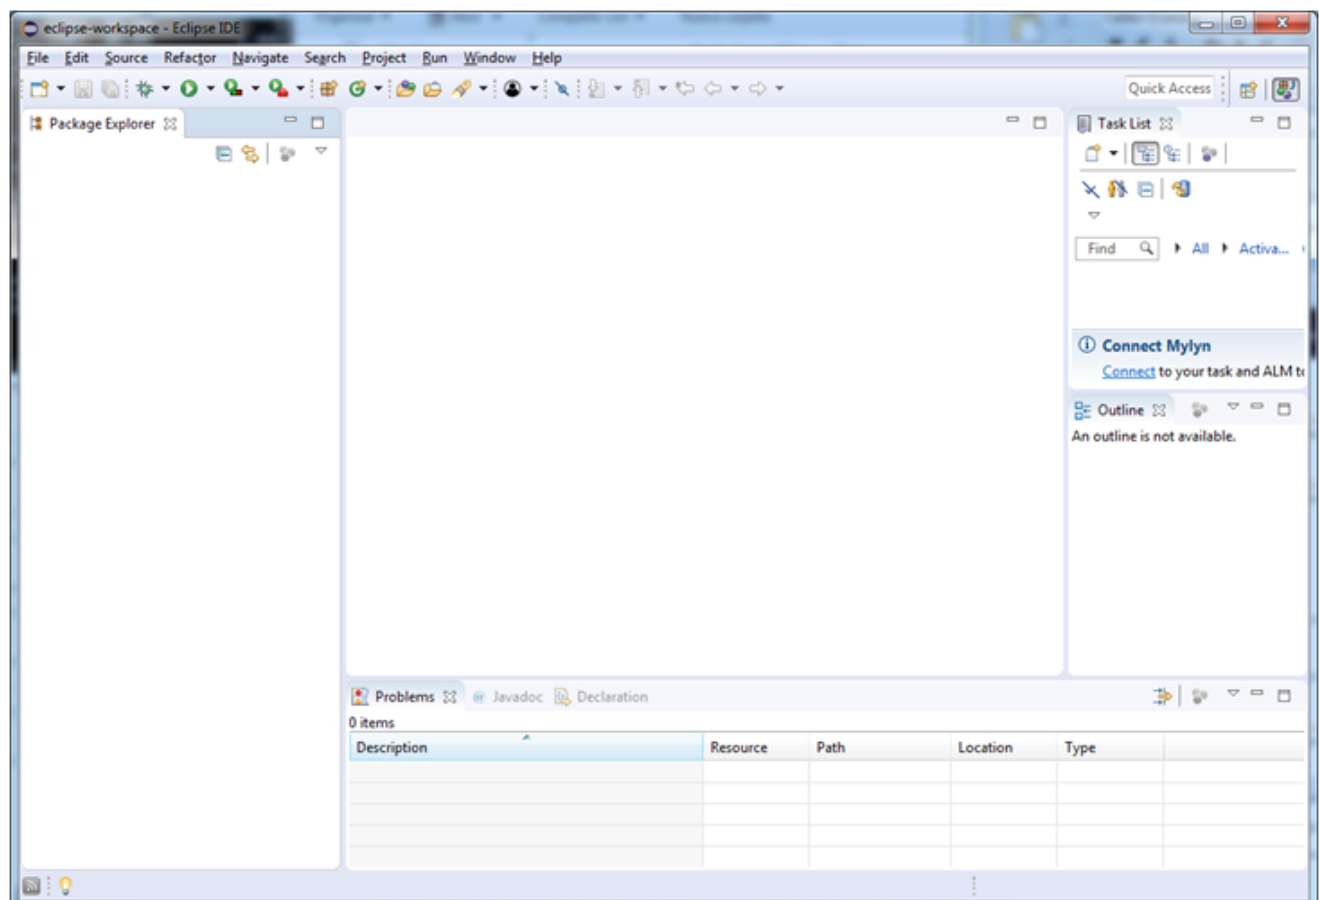 eclipse-workspace - Eclipse IDE
File Edit Source Refactor Navigate Search Project Run Window Help
Quick Access
Package Explorer
Task List
Find All Activa...
Connect Mylyn
Connect to your task and ALM to
Outline
An outline is not available.
Problems Javadoc Declaration
0 items
Description Resource Path Location Type